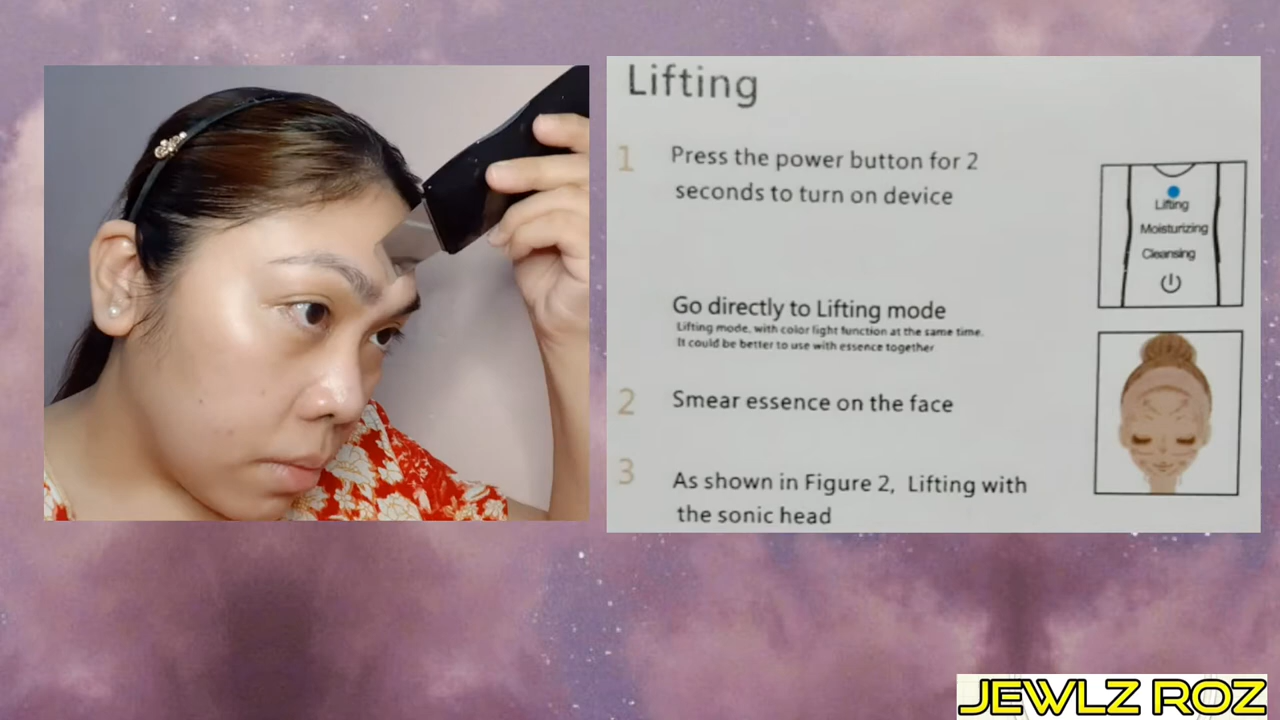 Lifting
1 Press the power button for 2
seconds to turn on device
Go directly to Lifting mode
Lifting mode, with color light function at the same time.
It could be better to use with essence together
2 Smear essence on the face
3 As shown in Figure 2, Lifting with
the sonic head
Lifting
Moisturizing
Cleansing
JEWLZ ROZ